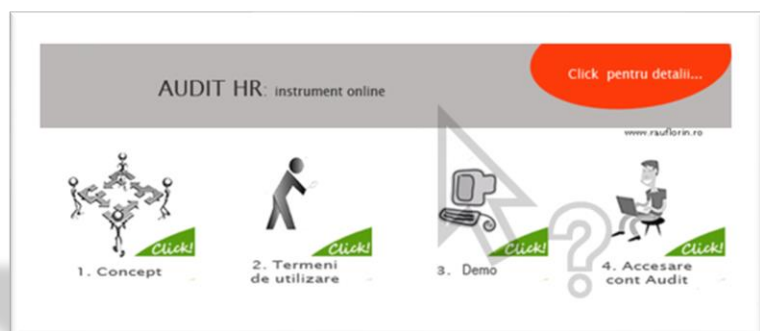 AUDIT HR: instrument online
Click pentru detalii...
www.rauflorin.ro
Click!
Click!
Click!
Click!
1. Concept
2. Termeni
de utilizare
3. Demo
4. Accesare
cont Audit
?